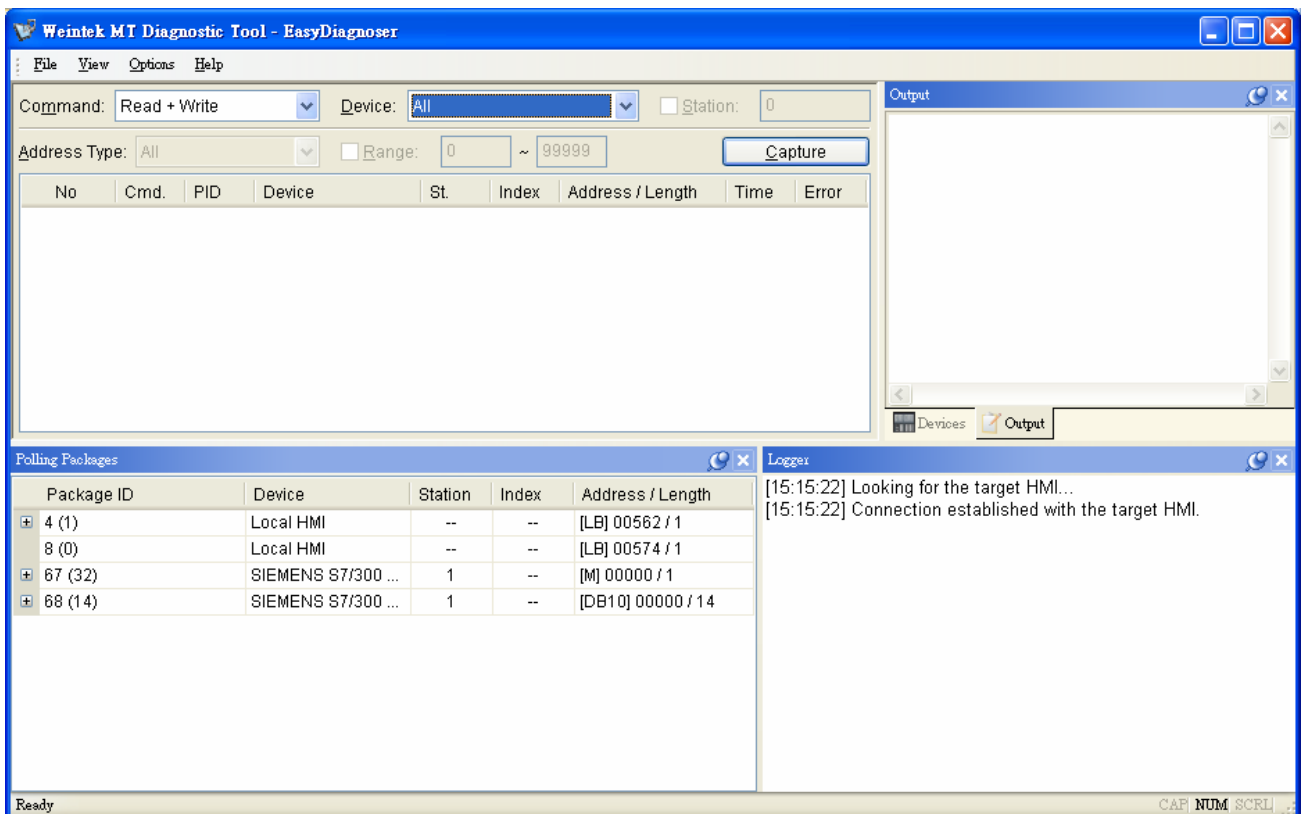 Weintek MT Diagnostic Tool - EasyDiagnoser
File View Options Help
Command: Read + Write Device: All Station: 0
Address Type: All Range: 0 ~ 99999 Capture
No Cmd. PID Device St. Index Address / Length Time Error
Output
Devices Output
Polling Packages
Package ID Device Station Index Address / Length
4 (1) Local HMI -- -- [LB] 00562 / 1
8 (0) Local HMI -- -- [LB] 00574 / 1
67 (32) SIEMENS S7/300 ... 1 -- [M] 00000 / 1
68 (14) SIEMENS S7/300 ... 1 -- [DB10] 00000 / 14
Logger
[15:15:22] Looking for the target HMI...
[15:15:22] Connection established with the target HMI.
Ready CAP NUM SCRL